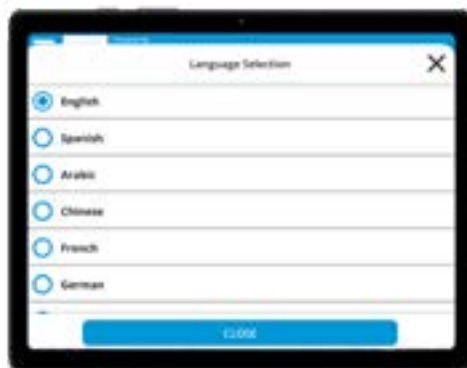 Language Selection
English
Spanish
Arabic
Chinese
French
German
CLOSE